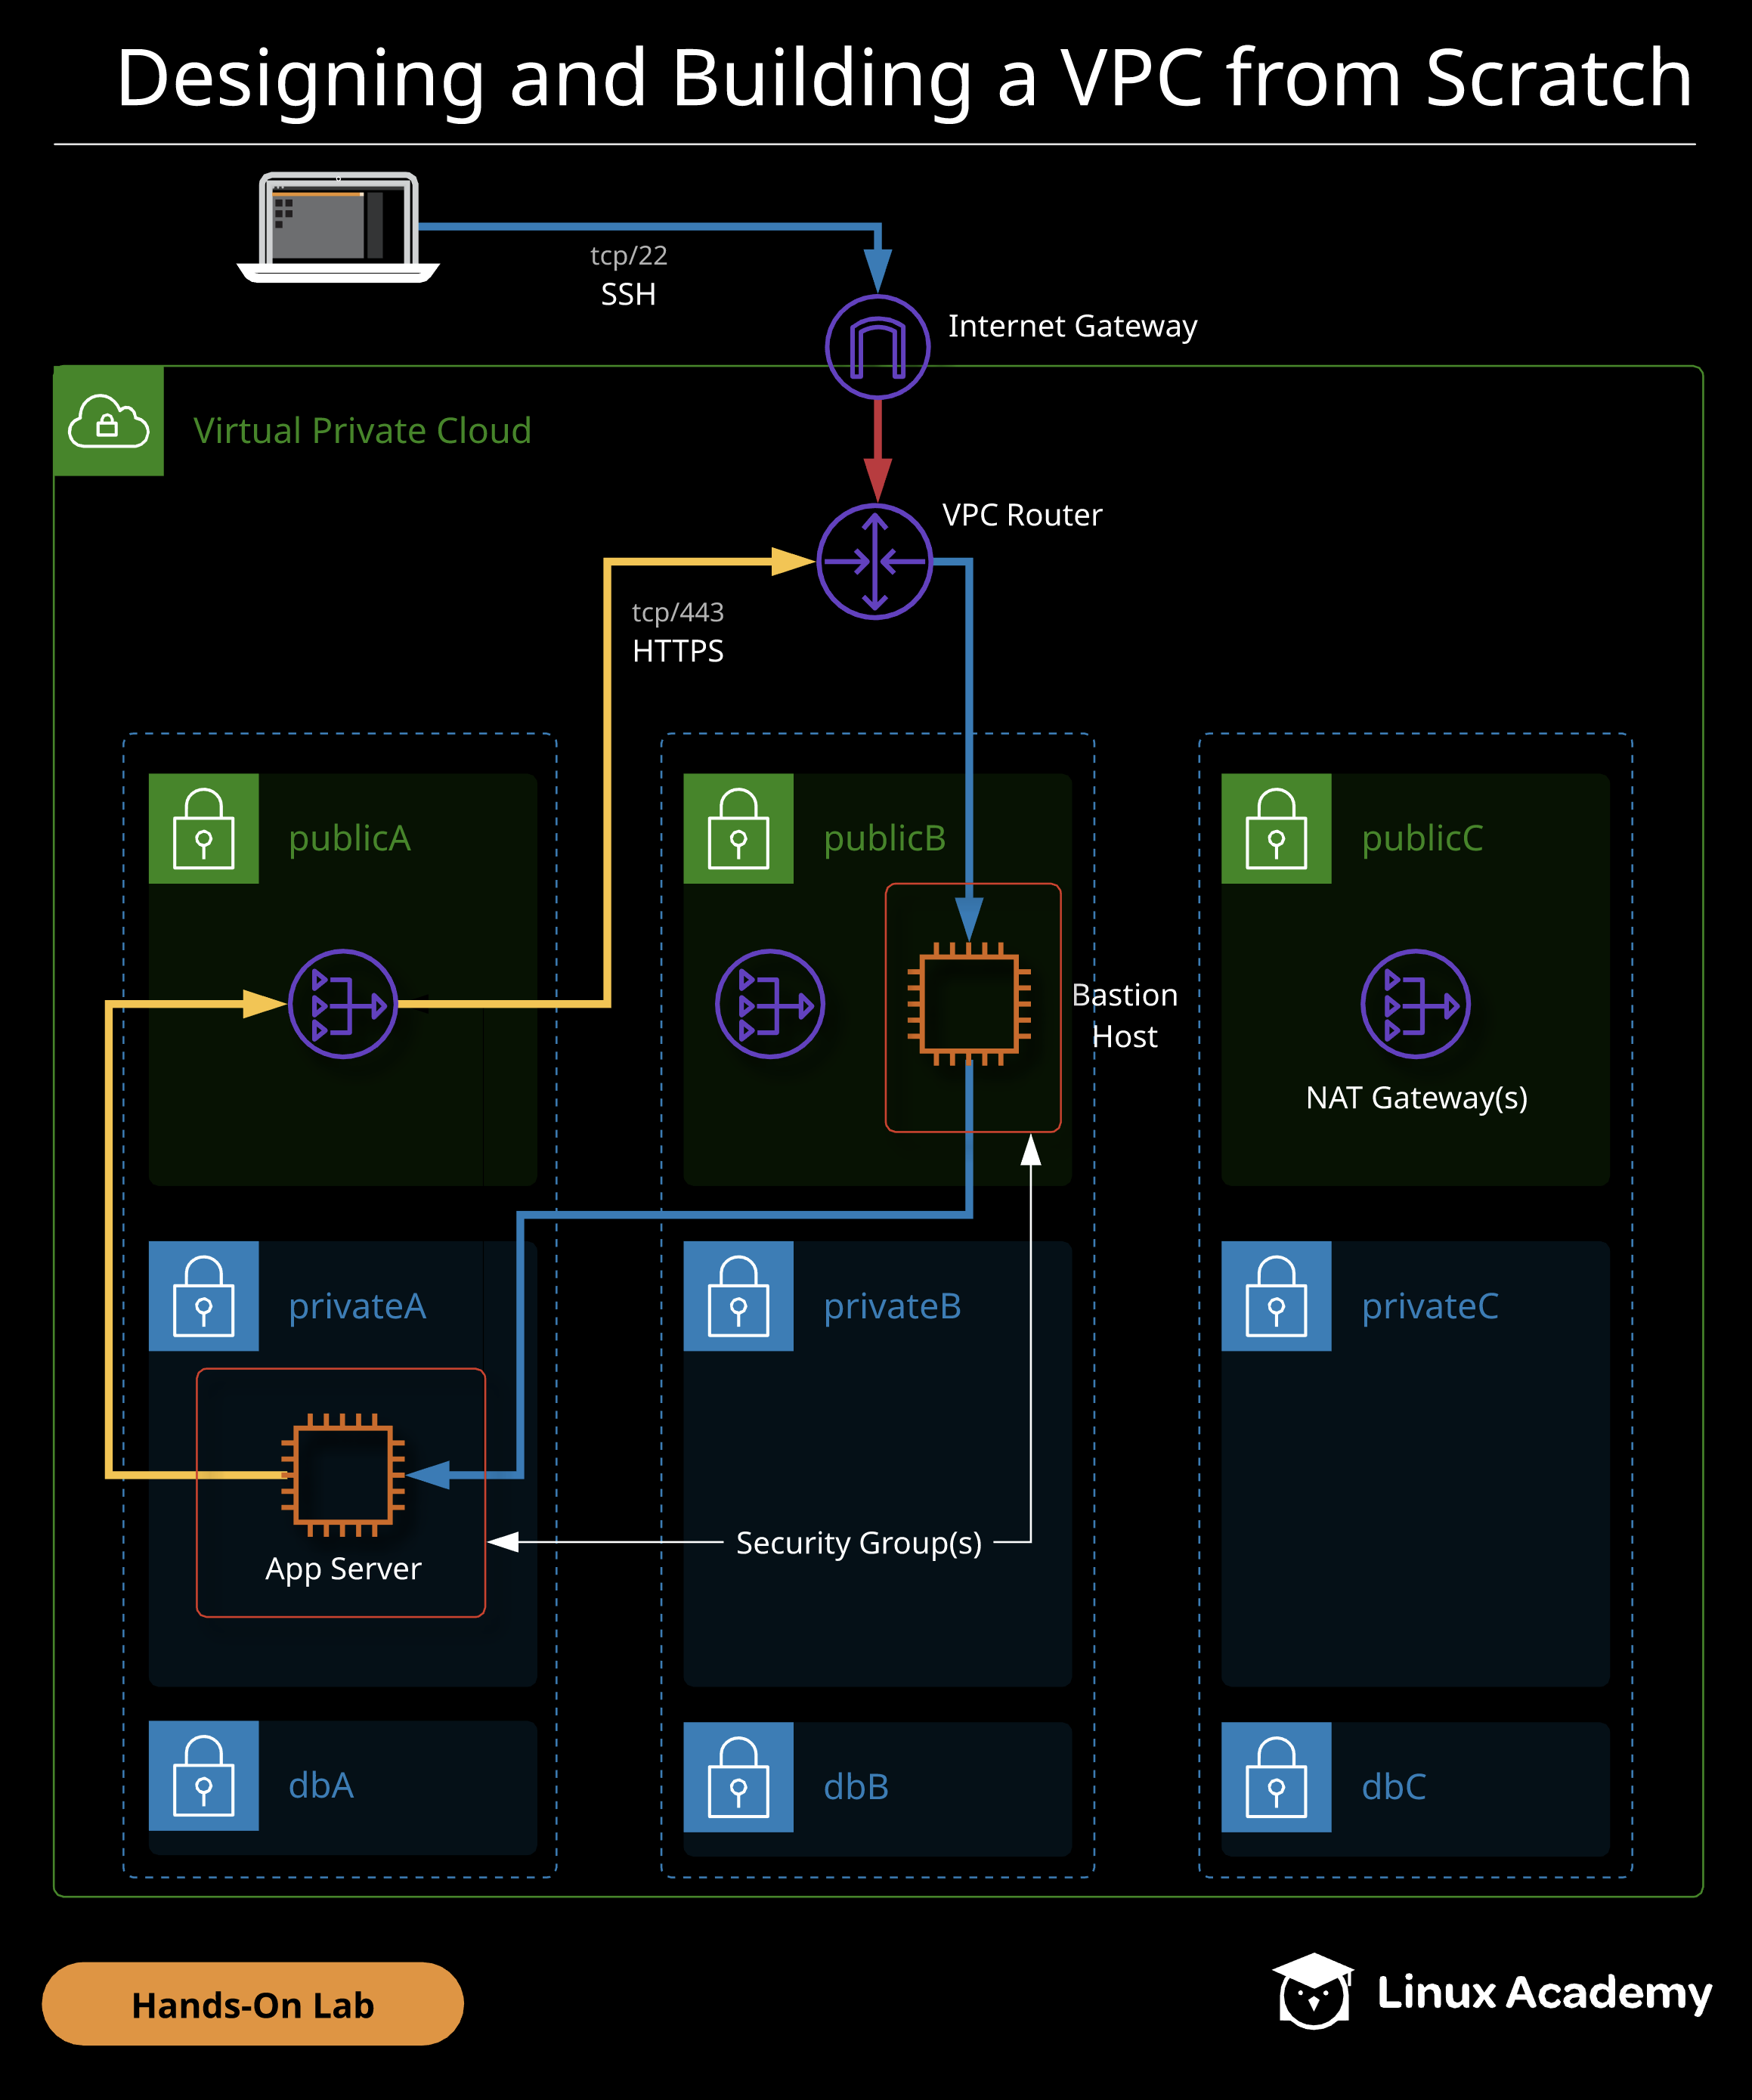 Designing and Building a VPC from Scratch
tcp/22
SSH
Internet Gateway
Virtual Private Cloud
VPC Router
tcp/443
HTTPS
publicA
publicB
publicC
Bastion
Host
NAT Gateway(s)
privateA
privateB
privateC
Security Group(s)
App Server
dbA
dbB
dbC
Hands-On Lab
Linux Academy